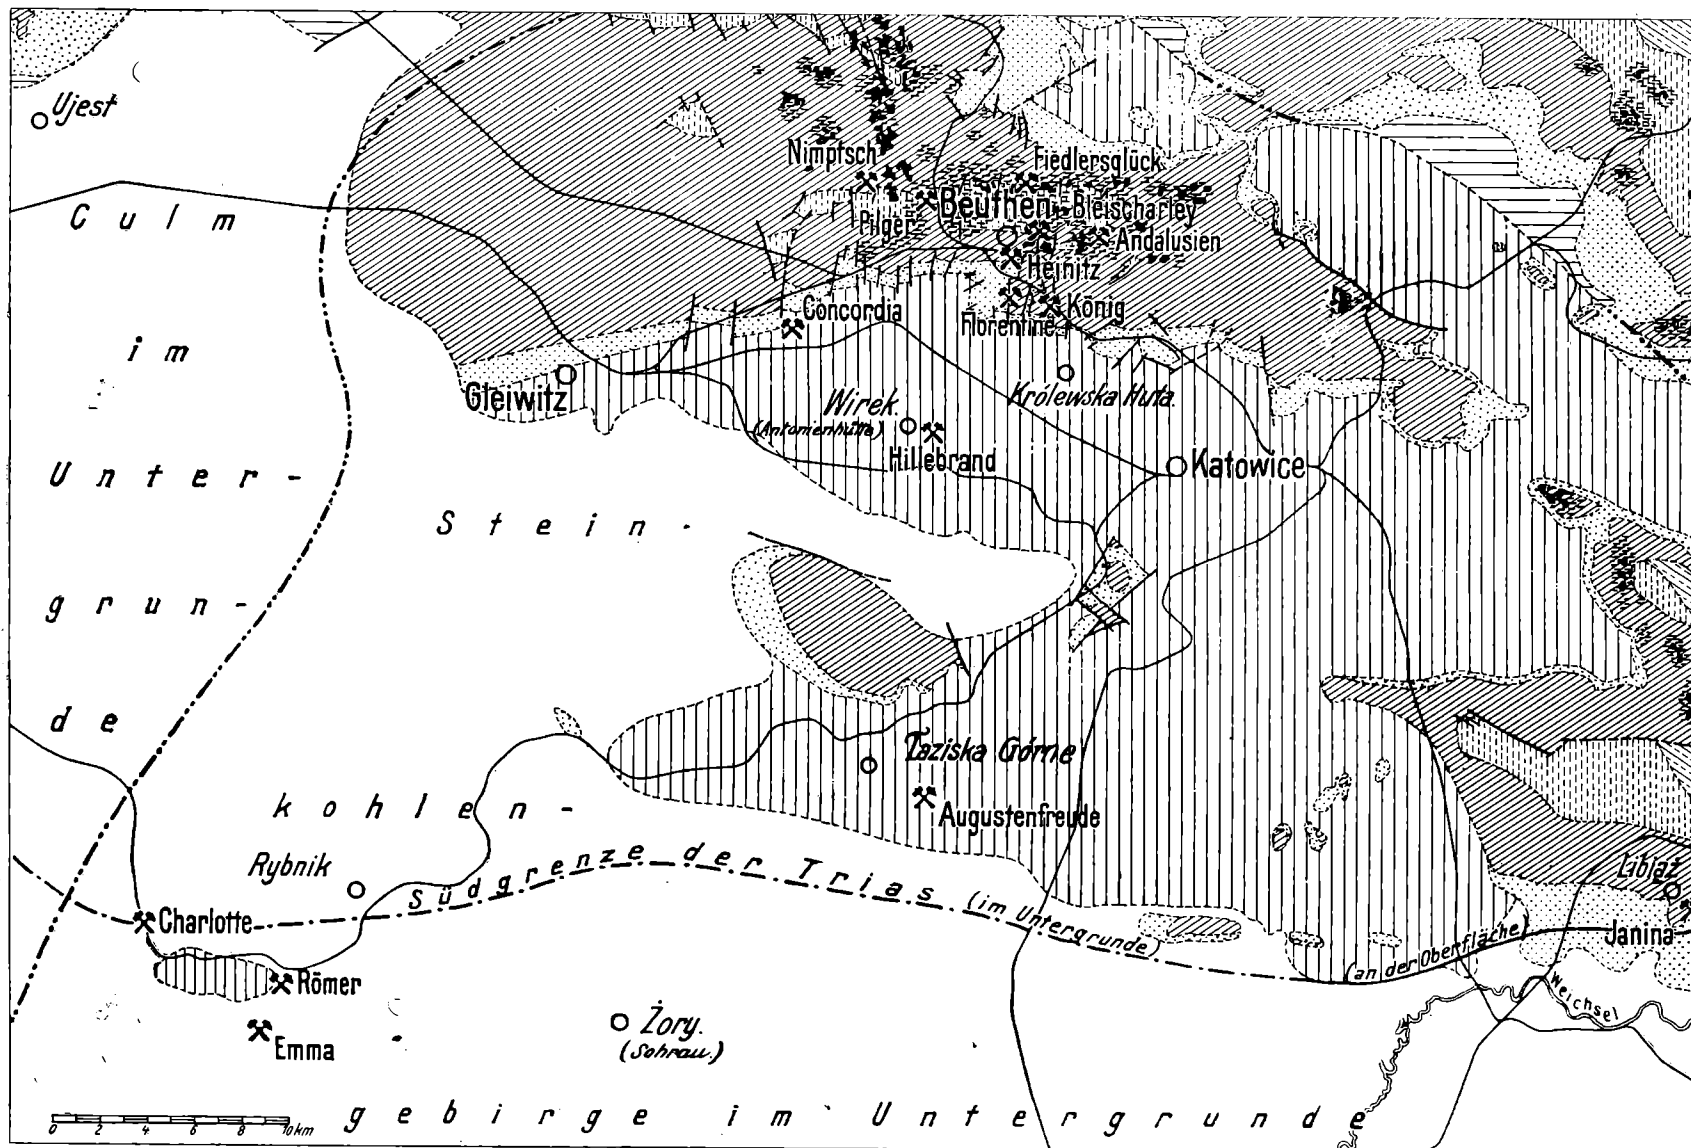 Ujest
Nimptsch
Fiedlersglück
Beuthen
Bleischarley
Pilger
Andalusien
Heinitz
Concordia
König
Florentine
Culm
im
Unter-
grun-
de
Gleiwitz
Wirek
(Antonienhütte)
Królewska Huta.
Hillebrand
Katowice
Stein-
Łaziska Górne
Augustenfreude
kohlen-
Rybnik
Südgrenze der Trias (im Untergrunde)
(an der Oberfläche)
Libiąż
Janina
Charlotte
Römer
Weichsel
Emma
Żory.
(Sohrau.)
0 2 4 6 8 10km
gebirge im Untergrunde